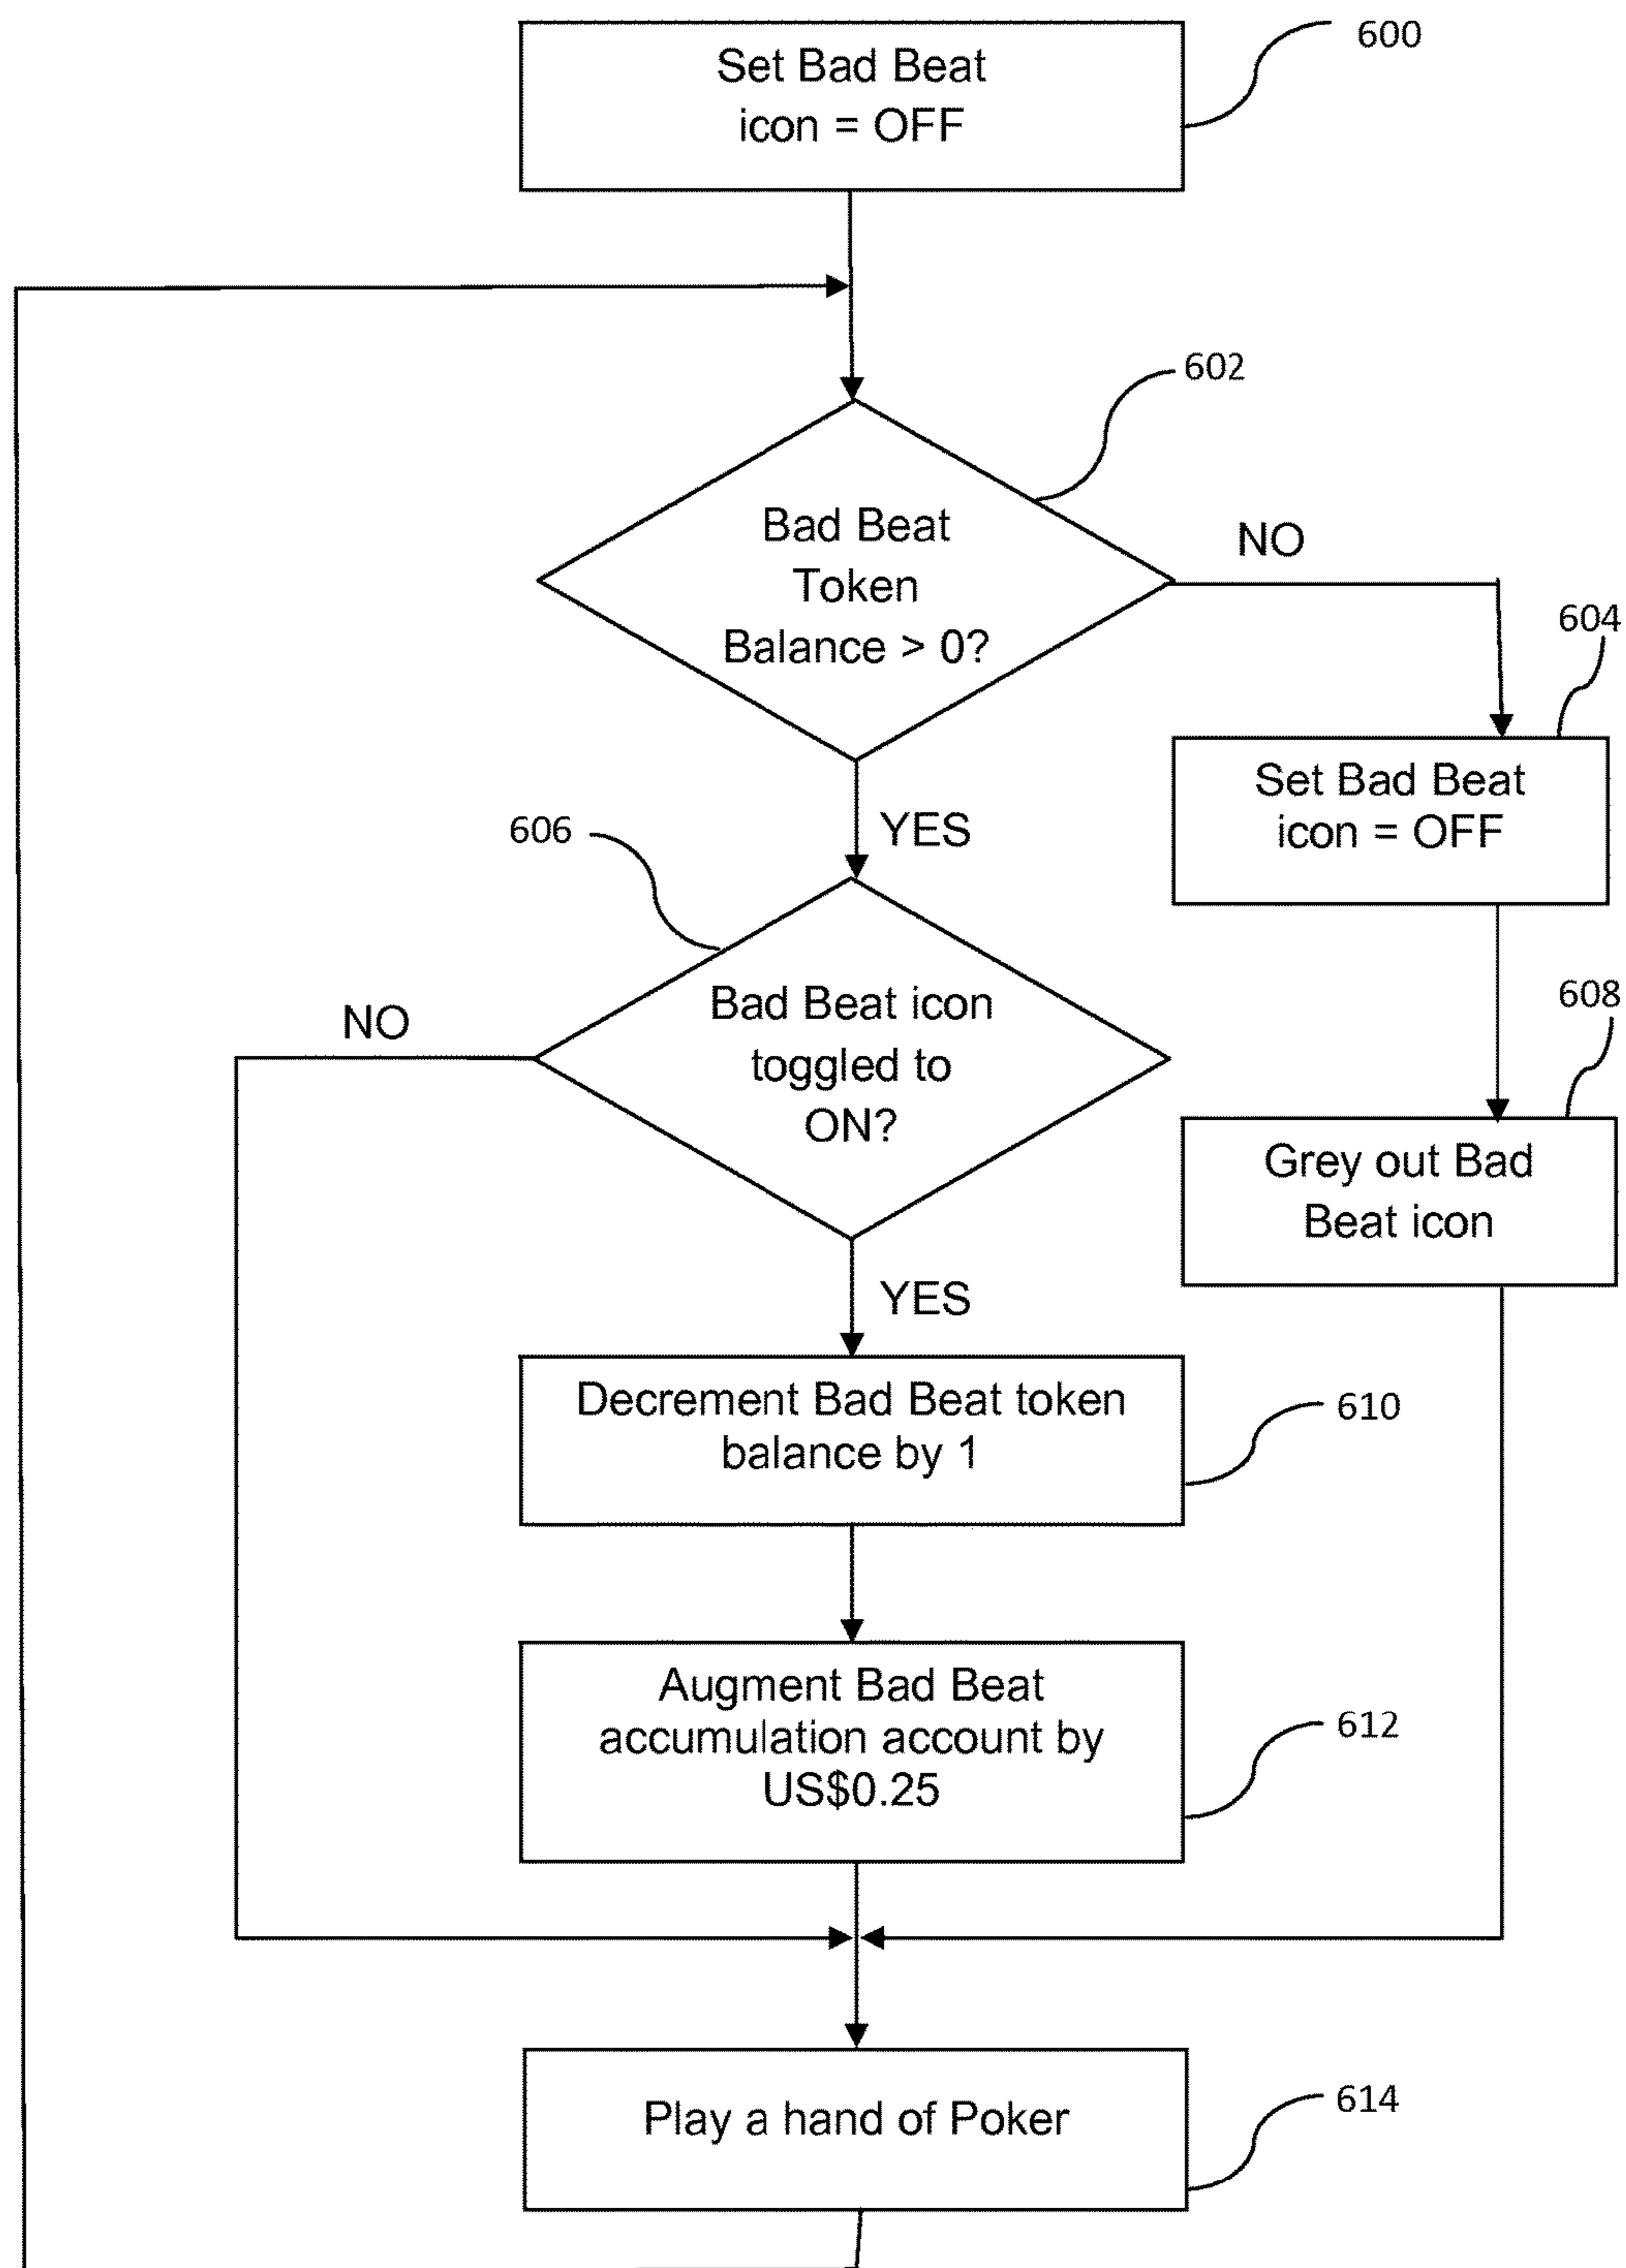 600
Set Bad Beat
icon = OFF
602
Bad Beat
Token
Balance > 0?
NO
604
Set Bad Beat
icon = OFF
YES
606
Bad Beat icon
toggled to
ON?
NO
608
Grey out Bad
Beat icon
YES
Decrement Bad Beat token
balance by 1
610
Augment Bad Beat
accumulation account by
US$0.25
612
Play a hand of Poker
614